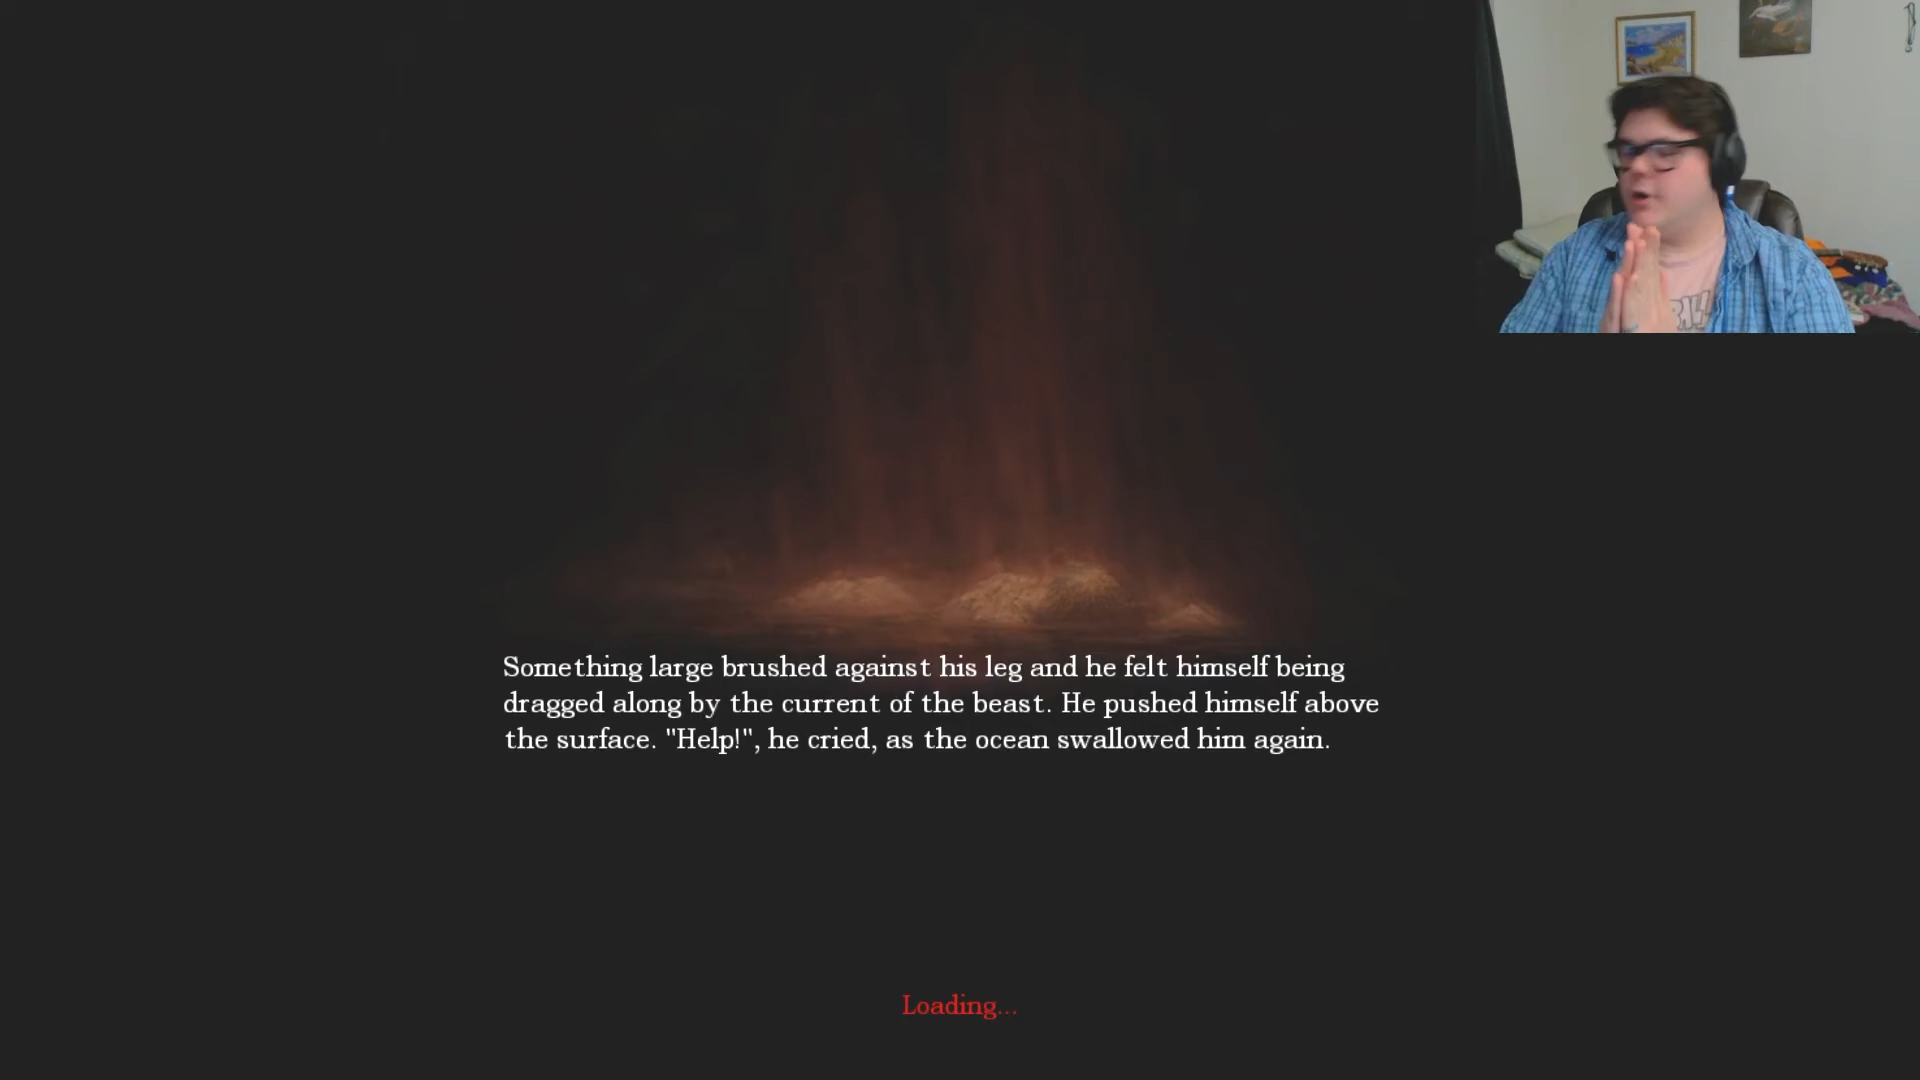 Something large brushed against his leg and he felt himself being
dragged along by the current of the beast. He pushed himself above
the surface. "Help!", he cried, as the ocean swallowed him again.
Loading...